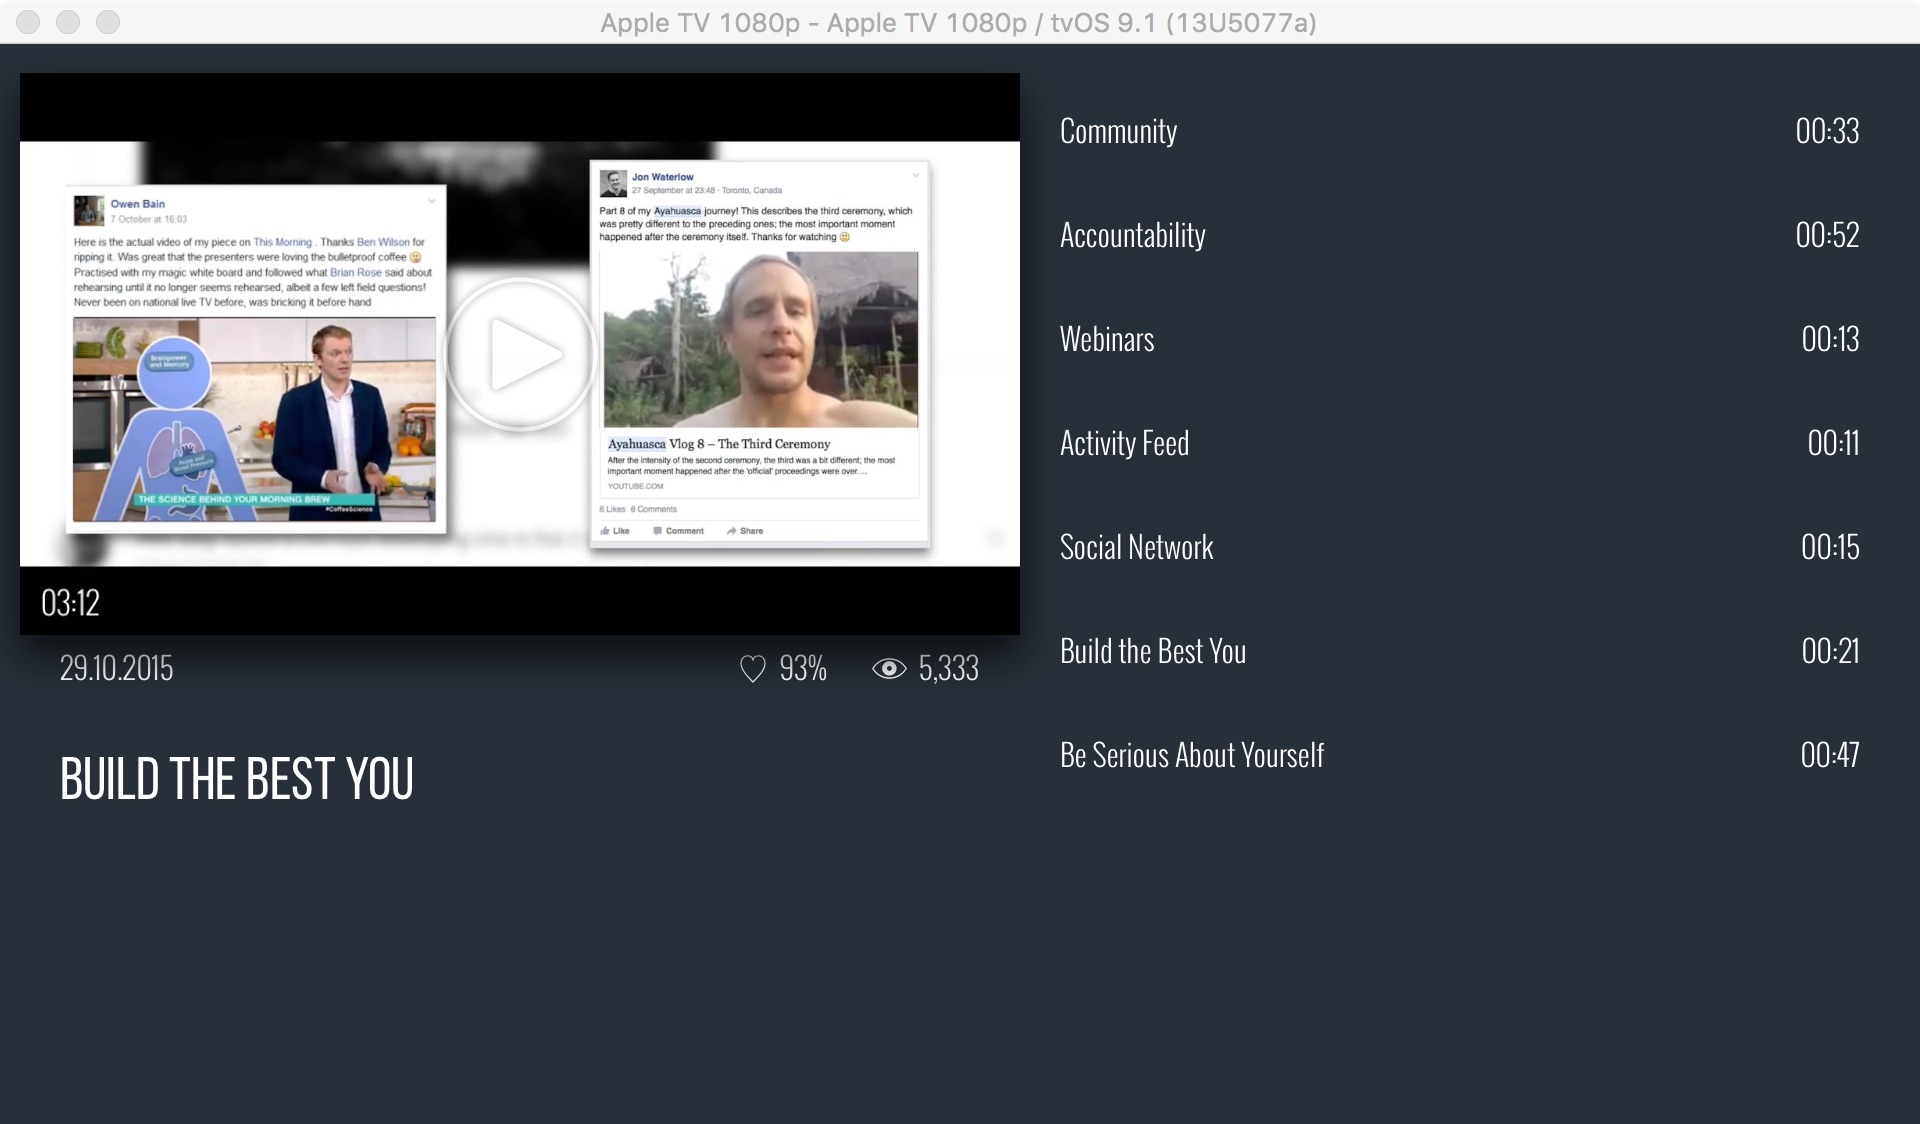 Apple TV 1080p - Apple TV 1080p / tvOS 9.1 (13U5077a)
Owen Bain
7 October at 16:03
Here is the actual video of my piece on This Morning . Thanks Ben Wilson for
ripping it. Was great that the presenters were loving the bulletproof coffee 😀
Practised with my magic white board and followed what Brian Rose said about
rehearsing until it no longer seems rehearsed, albeit a few left field questions!
Never been on national live TV before, was bricking it before hand
itv
Brainpower
and Memory
Pulse and
Blood Pressure
THE SCIENCE BEHIND YOUR MORNING BREW
#CoffeeScience
Jon Waterlow
27 September at 23:48 · Toronto, Canada
Part 8 of my Ayahuasca journey! This describes the third ceremony, which
was pretty different to the preceding ones; the most important moment
happened after the ceremony itself. Thanks for watching 🙂
Ayahuasca Vlog 8 – The Third Ceremony
After the intensity of the second ceremony, the third was a bit different; the most
important moment happened after the 'official' proceedings were over....
YOUTUBE.COM
6 Likes 6 Comments
Like Comment Share
03:12
29.10.2015
93%
5,333
BUILD THE BEST YOU
Community 00:33
Accountability 00:52
Webinars 00:13
Activity Feed 00:11
Social Network 00:15
Build the Best You 00:21
Be Serious About Yourself 00:47